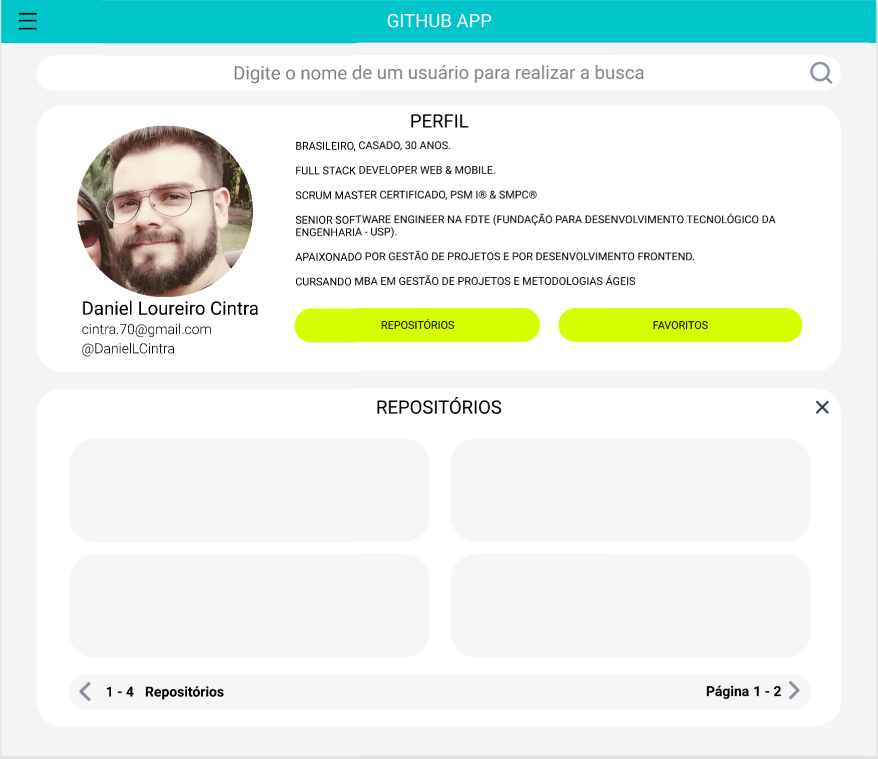 GITHUB APP
Digite o nome de um usuário para realizar a busca
PERFIL
BRASILEIRO, CASADO, 30 ANOS.
FULL STACK DEVELOPER WEB & MOBILE.
SCRUM MASTER CERTIFICADO, PSM I® & SMPC®
SENIOR SOFTWARE ENGINEER NA FDTE (FUNDAÇÃO PARA DESENVOLVIMENTO TECNOLÓGICO DA
ENGENHARIA - USP).
APAIXONADO POR GESTÃO DE PROJETOS E POR DESENVOLVIMENTO FRONTEND.
CURSANDO MBA EM GESTÃO DE PROJETOS E METODOLOGIAS ÁGEIS
Daniel Loureiro Cintra
cintra.70@gmail.com
@DanielLCintra
REPOSITÓRIOS
FAVORITOS
REPOSITÓRIOS
1 - 4 Repositórios
Página 1 - 2